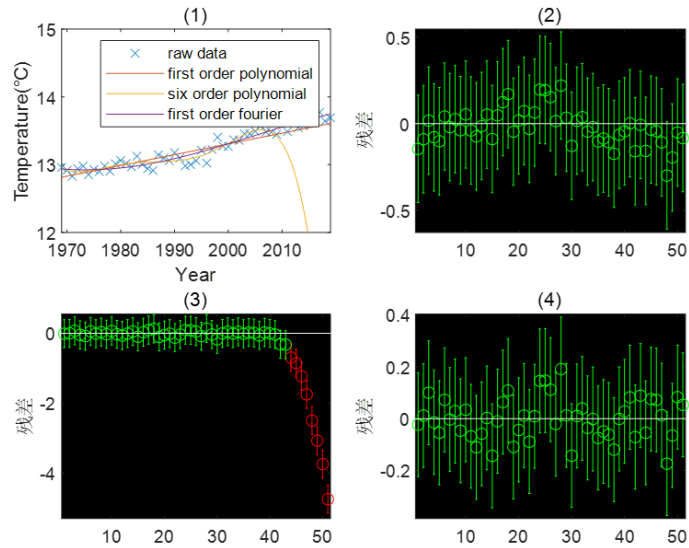 (1)
15
14
13
12
Temperature(°C)
raw data
first order polynomial
six order polynomial
first order fourier
1970 1980 1990 2000 2010
Year
(2)
0.5
0
-0.5
残差
10 20 30 40 50
(3)
0
-2
-4
残差
10 20 30 40 50
(4)
0.4
0.2
0
-0.2
残差
10 20 30 40 50